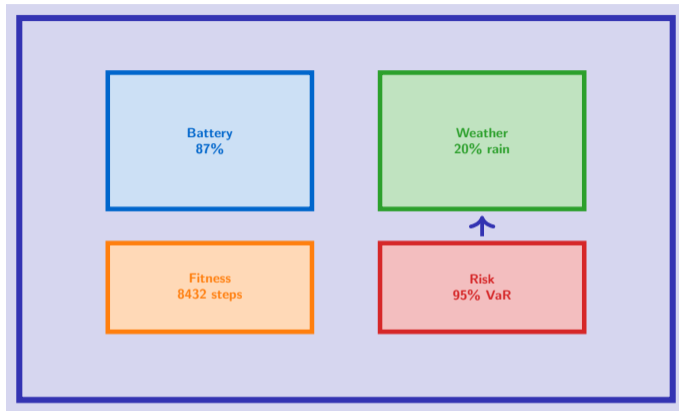 Battery
87%
Weather
20% rain
Fitness
8432 steps
Risk
95% VaR